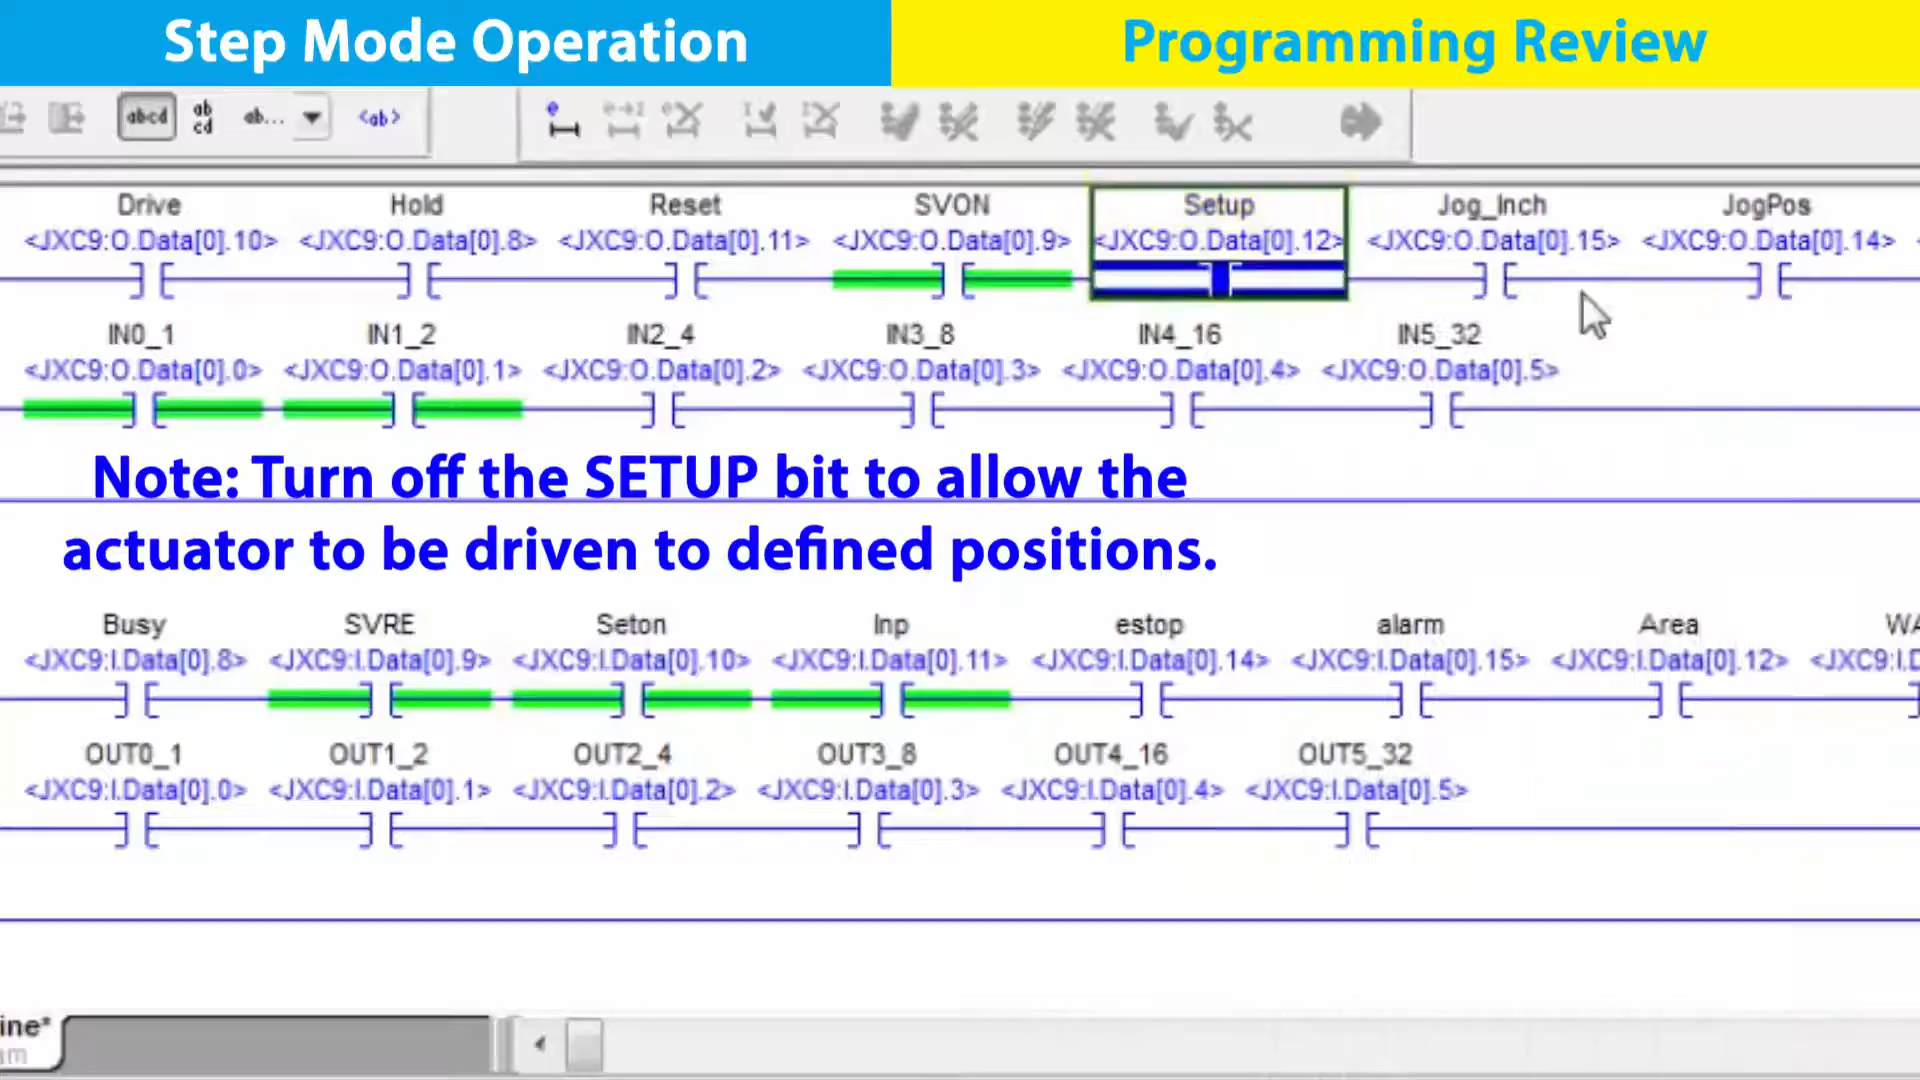 Step Mode Operation
Programming Review
abcd
ab
cd
ab...
<ab>
Drive Hold Reset SVON Setup Jog_Inch JogPos
<JXC9:O.Data[0].10> <JXC9:O.Data[0].8> <JXC9:O.Data[0].11> <JXC9:O.Data[0].9> <JXC9:O.Data[0].12> <JXC9:O.Data[0].15> <JXC9:O.Data[0].14>
IN0_1 IN1_2 IN2_4 IN3_8 IN4_16 IN5_32
<JXC9:O.Data[0].0> <JXC9:O.Data[0].1> <JXC9:O.Data[0].2> <JXC9:O.Data[0].3> <JXC9:O.Data[0].4> <JXC9:O.Data[0].5>
Note: Turn off the SETUP bit to allow the
actuator to be driven to defined positions.
Busy SVRE Seton Inp estop alarm Area WA
<JXC9:I.Data[0].8> <JXC9:I.Data[0].9> <JXC9:I.Data[0].10> <JXC9:I.Data[0].11> <JXC9:I.Data[0].14> <JXC9:I.Data[0].15> <JXC9:I.Data[0].12> <JXC9:I.D
OUT0_1 OUT1_2 OUT2_4 OUT3_8 OUT4_16 OUT5_32
<JXC9:I.Data[0].0> <JXC9:I.Data[0].1> <JXC9:I.Data[0].2> <JXC9:I.Data[0].3> <JXC9:I.Data[0].4> <JXC9:I.Data[0].5>
ine*